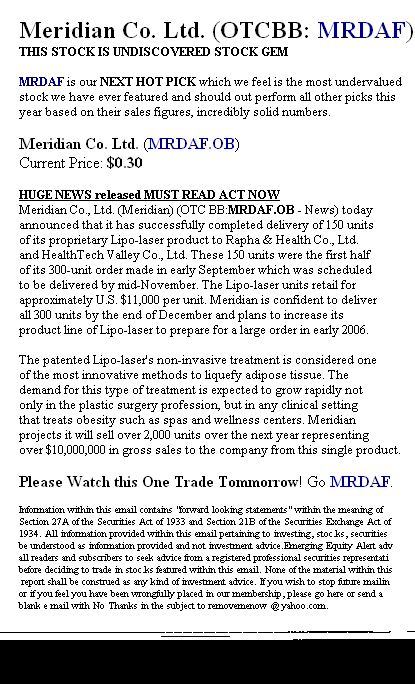 Meridian Co. Ltd. (OTCBB: MRDAF)
THIS STOCK IS UNDISCOVERED STOCK GEM
MRDAF is our NEXT HOT PICK which we feel is the most undervalued
stock we have ever featured and should out perform all other picks this
year based on their sales figures, incredibly solid numbers.
Meridian Co. Ltd. (MRDAF.OB)
Current Price: $0.30
HUGE NEWS released MUST READ ACT NOW
Meridian Co., Ltd. (Meridian) (OTC BB:MRDAF.OB - News) today
announced that it has successfully completed delivery of 150 units
of its proprietary Lipo-laser product to Rapha & Health Co., Ltd.
and HealthTech Valley Co., Ltd. These 150 units were the first half
of its 300-unit order made in early September which was scheduled
to be delivered by mid-November. The Lipo-laser units retail for
approximately U.S. $11,000 per unit. Meridian is confident to deliver
all 300 units by the end of December and plans to increase its
product line of Lipo-laser to prepare for a large order in early 2006.
The patented Lipo-laser's non-invasive treatment is considered one
of the most innovative methods to liquefy adipose tissue. The
demand for this type of treatment is expected to grow rapidly not
only in the plastic surgery profession, but in any clinical setting
that treats obesity such as spas and wellness centers. Meridian
projects it will sell over 2,000 units over the next year representing
over $10,000,000 in gross sales to the company from this single product.
Please Watch this One Trade Tommorrow! Go MRDAF.
Information within this email contains "forward looking statements" within the meaning of
Section 27A of the Securities Act of 1933 and Section 21B of the Securities Exchange Act of
1934. All information provided within this email pertaining to investing, stoc.ks, securities
be understood as information provided and not investment advice.Emerging Equity Alert adv
all readers and subscribers to seek advice from a registered professional securities representati
before deciding to trade in stoc.ks featured within this email. None of the material within this
report shall be construed as any kind of investment advice. If you wish to stop future mailin
or if you feel you have been wrongfully placed in our membership, please go here or send a
blank e mail with No Thanks in the subject to removemenow @ yahoo.com.